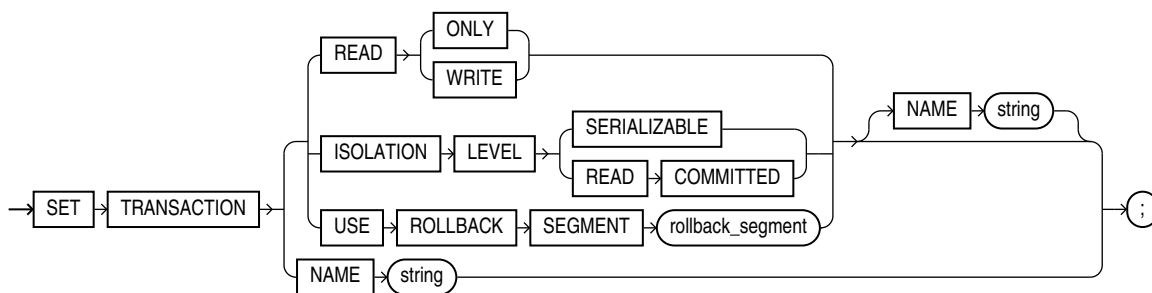 ONLY
READ
WRITE
NAME string
SERIALIZABLE
ISOLATION LEVEL
READ COMMITTED
SET TRANSACTION ;
USE ROLLBACK SEGMENT rollback_segment
NAME string